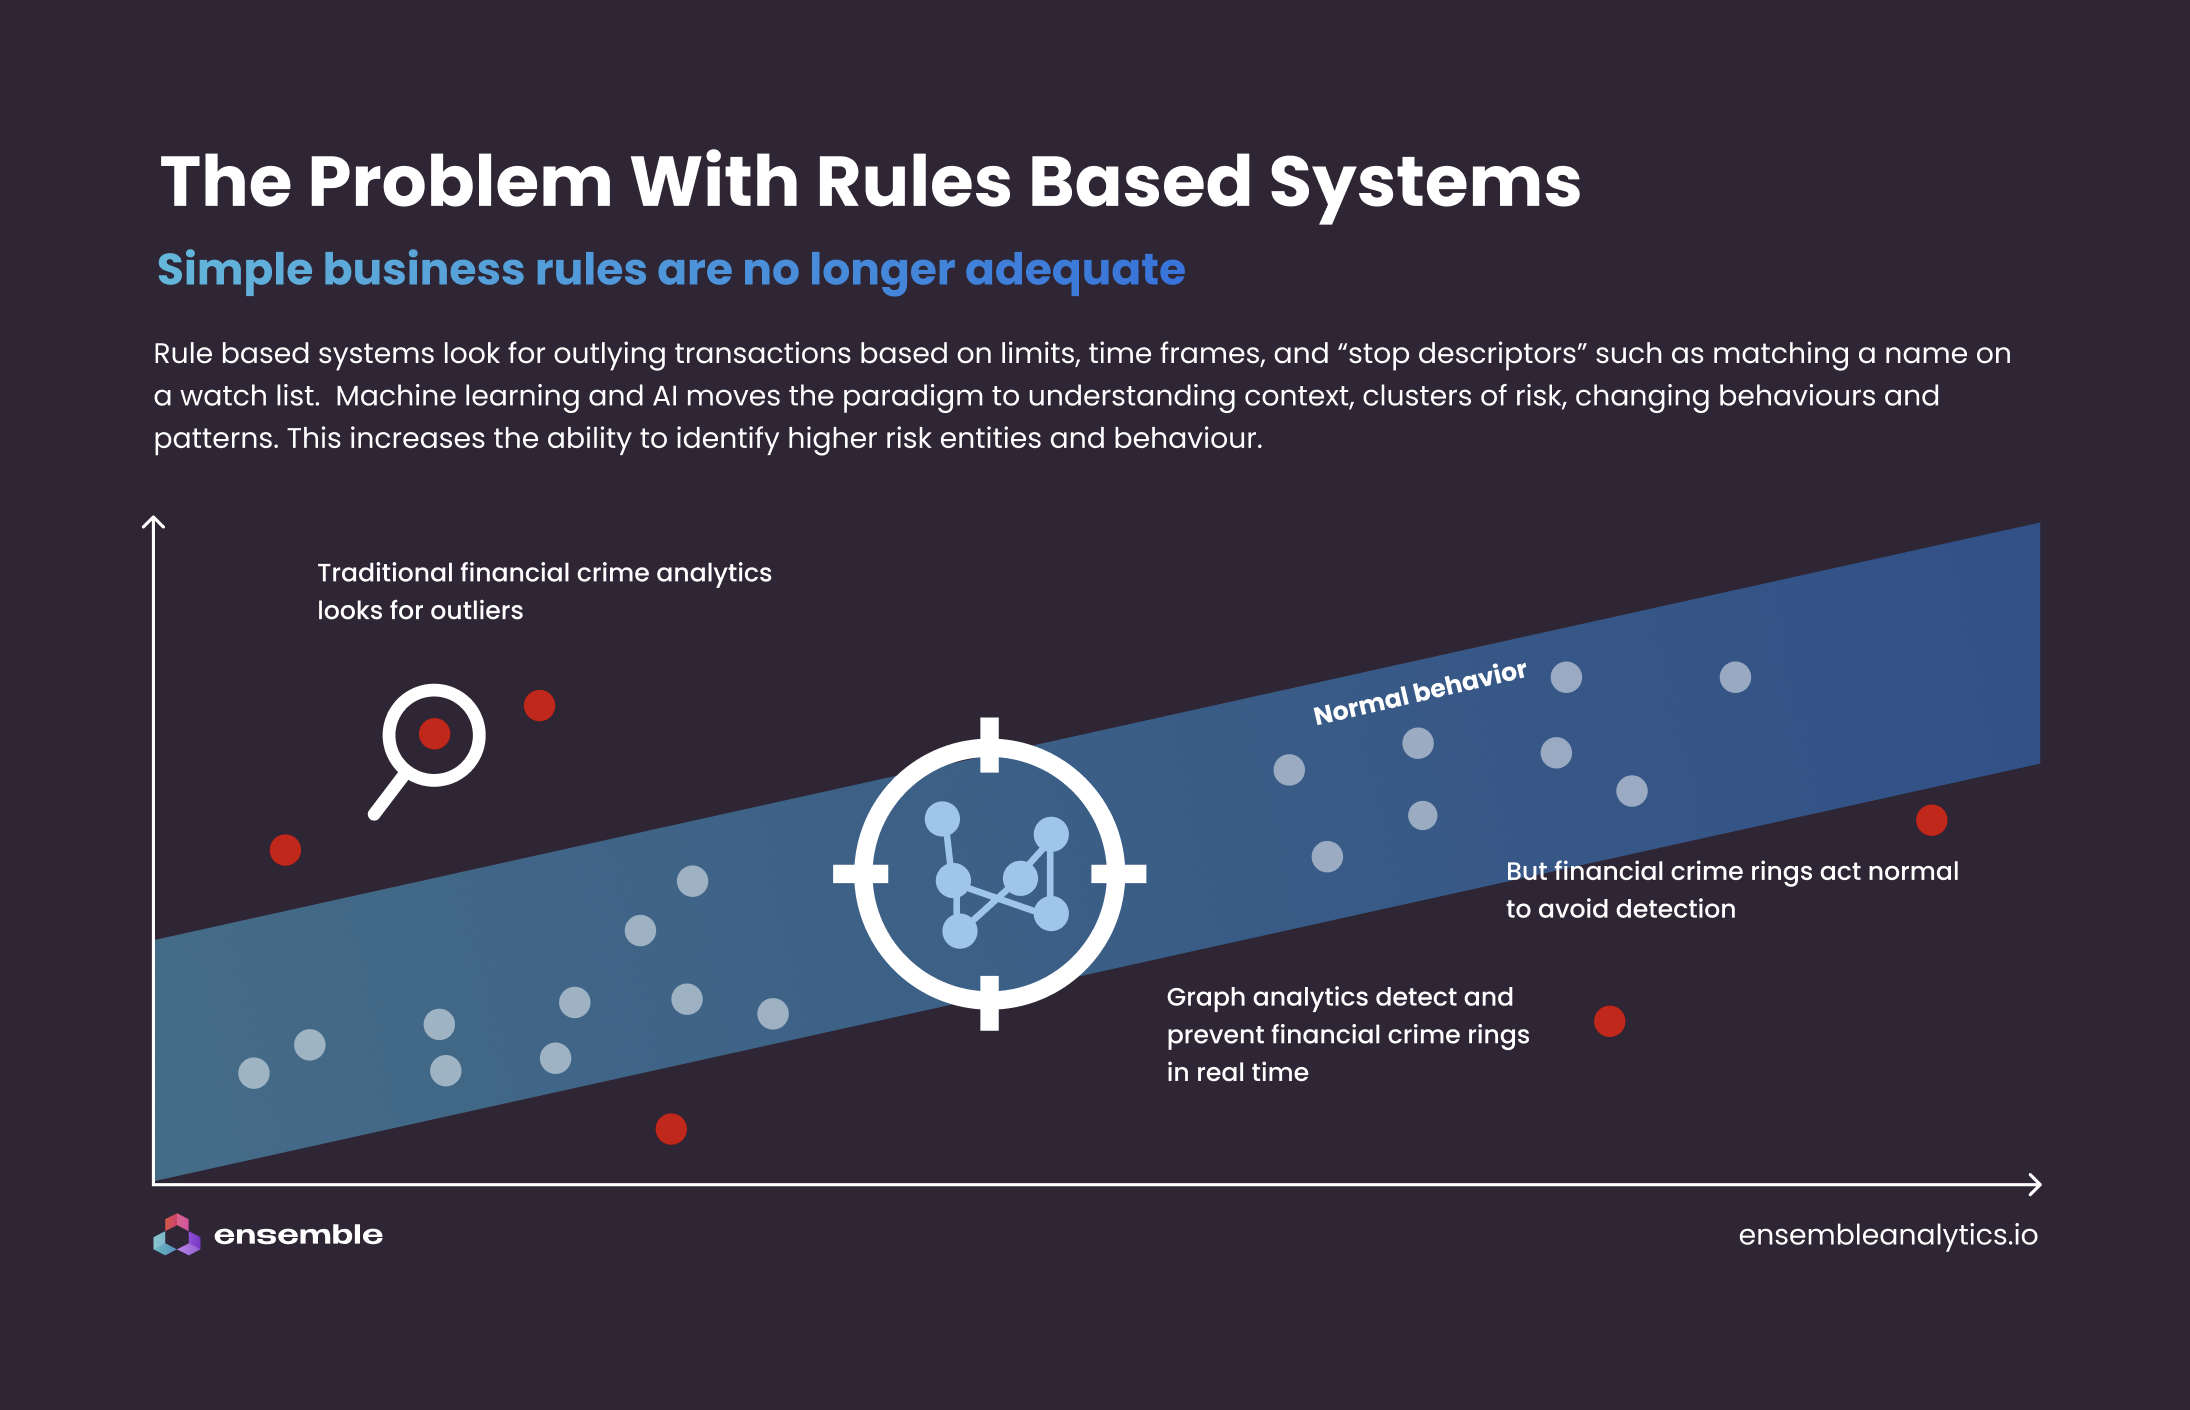 The Problem With Rules Based Systems
Simple business rules are no longer adequate
Rule based systems look for outlying transactions based on limits, time frames, and “stop descriptors” such as matching a name on
a watch list.  Machine learning and AI moves the paradigm to understanding context, clusters of risk, changing behaviours and
patterns. This increases the ability to identify higher risk entities and behaviour.
Traditional financial crime analytics
looks for outliers
Normal behavior
But financial crime rings act normal
to avoid detection
Graph analytics detect and
prevent financial crime rings
in real time
ensemble
ensembleanalytics.io